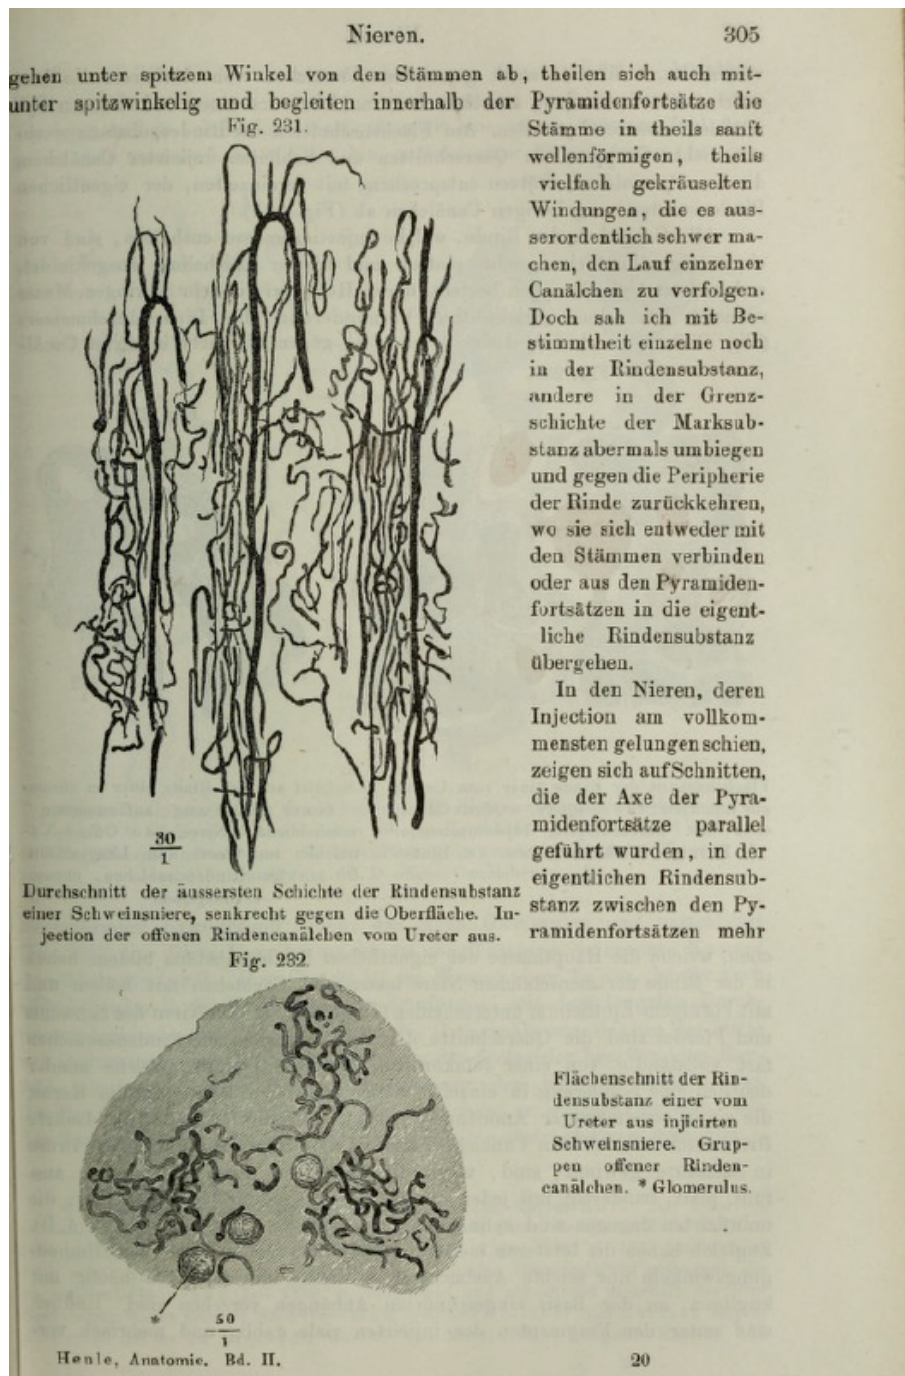 Nieren.
305
gehen unter spitzem Winkel von den Stämmen ab, theilen sich auch mit-
unter spitzwinkelig und begleiten innerhalb der Pyramidenfortsätze die
Fig. 231.
Stämme in theils sanft
wellenförmigen, theils
vielfach gekräuselten
Windungen, die es aus-
serordentlich schwer ma-
chen, den Lauf einzelner
Canälchen zu verfolgen.
Doch sah ich mit Be-
stimmtheit einzelne noch
in der Rindensubstanz,
andere in der Grenz-
schichte der Marksub-
stanz abermals umbiegen
und gegen die Peripherie
der Rinde zurückkehren,
wo sie sich entweder mit
den Stämmen verbinden
oder aus den Pyramiden-
fortsätzen in die eigent-
liche Rindensubstanz
übergehen.
In den Nieren, deren
Injection am vollkom-
mensten gelungen schien,
zeigen sich auf Schnitten,
die der Axe der Pyra-
midenfortsätze parallel
geführt wurden, in der
eigentlichen Rindensub-
stanz zwischen den Py-
ramidenfortsätzen mehr
30
1
Durchschnitt der äussersten Schichte der Rindensubstanz
einer Schweinsniere, senkrecht gegen die Oberfläche. In-
jection der offenen Rindencanälchen vom Ureter aus.
Fig. 232.
Flächenschnitt der Rin-
densubstanz einer vom
Ureter aus injicirten
Schweinsniere. Grup-
pen offener Rinden-
canälchen. * Glomerulus.
*
50
1
Henle, Anatomie. Bd. II.
20